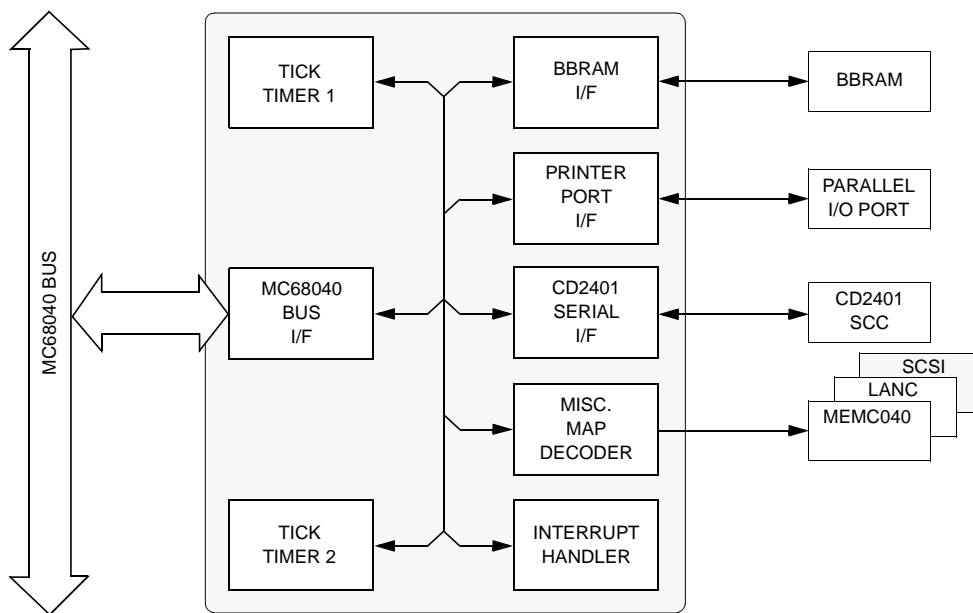 MC68040 BUS
TICK
TIMER 1
BBRAM
I/F
BBRAM
PRINTER
PORT
I/F
PARALLEL
I/O PORT
MC68040
BUS
I/F
CD2401
SERIAL
I/F
CD2401
SCC
SCSI
LANC
MEMC040
MISC.
MAP
DECODER
TICK
TIMER 2
INTERRUPT
HANDLER